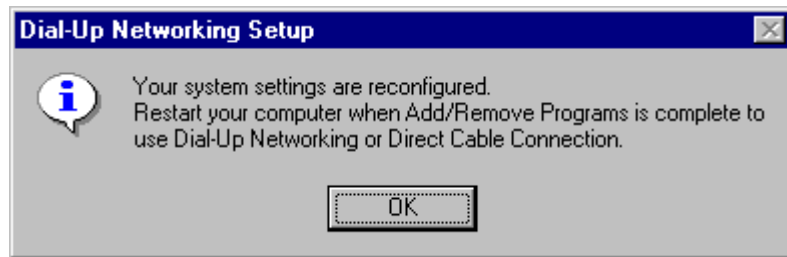 Dial-Up Networking Setup
Your system settings are reconfigured.
Restart your computer when Add/Remove Programs is complete to
use Dial-Up Networking or Direct Cable Connection.
OK